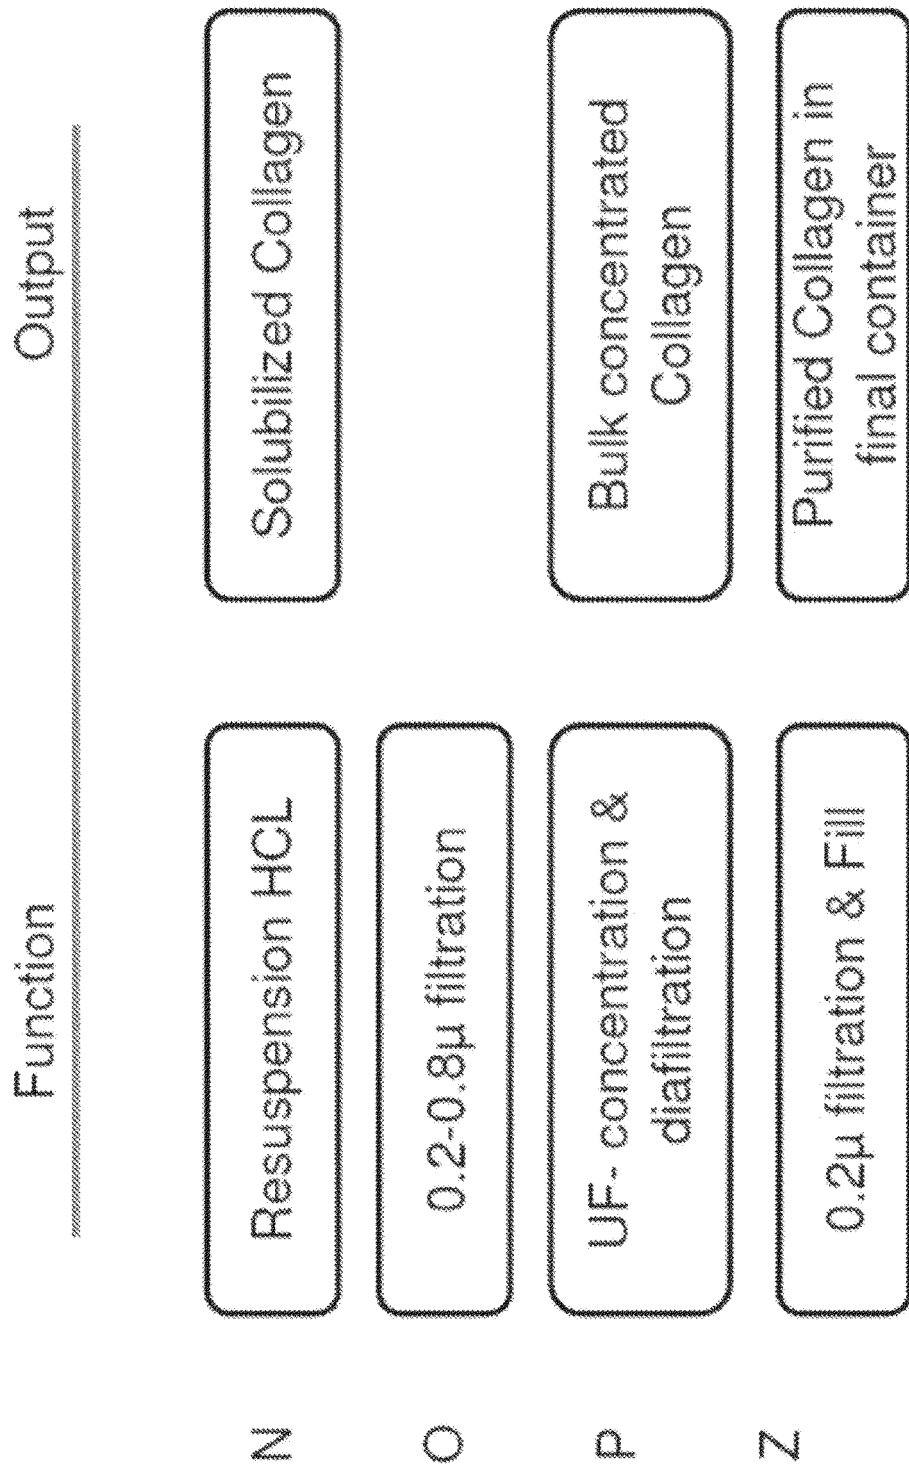 Function Output
N Resuspension HCL Solubilized Collagen
O 0.2-0.8µ filtration
P UF- concentration &
diafiltration
Bulk concentrated
Collagen
Z 0.2µ filtration & Fill
Purified Collagen in
final container